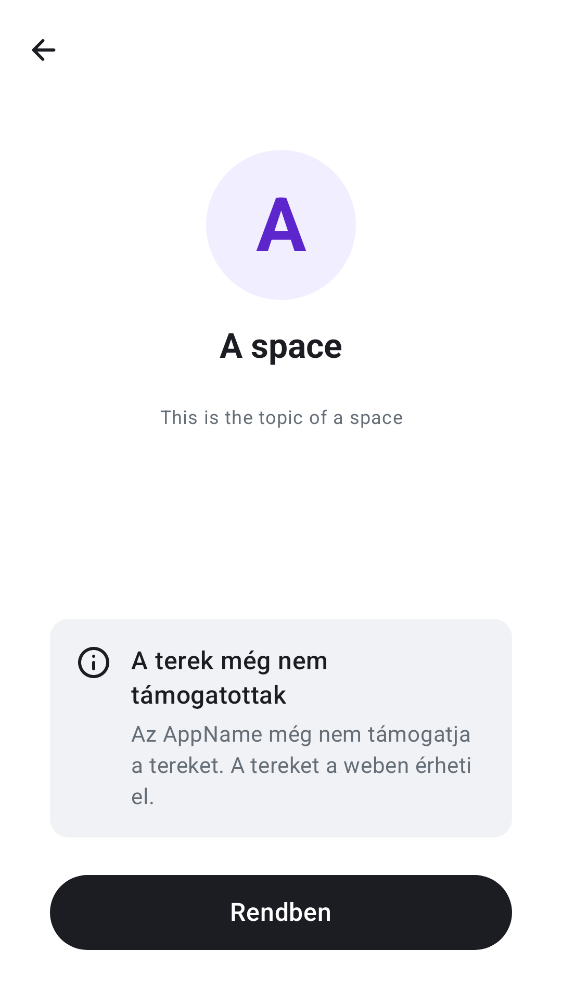 A
A space
This is the topic of a space
A terek még nem
támogatottak
Az AppName még nem támogatja
a tereket. A tereket a weben érheti
el.
Rendben